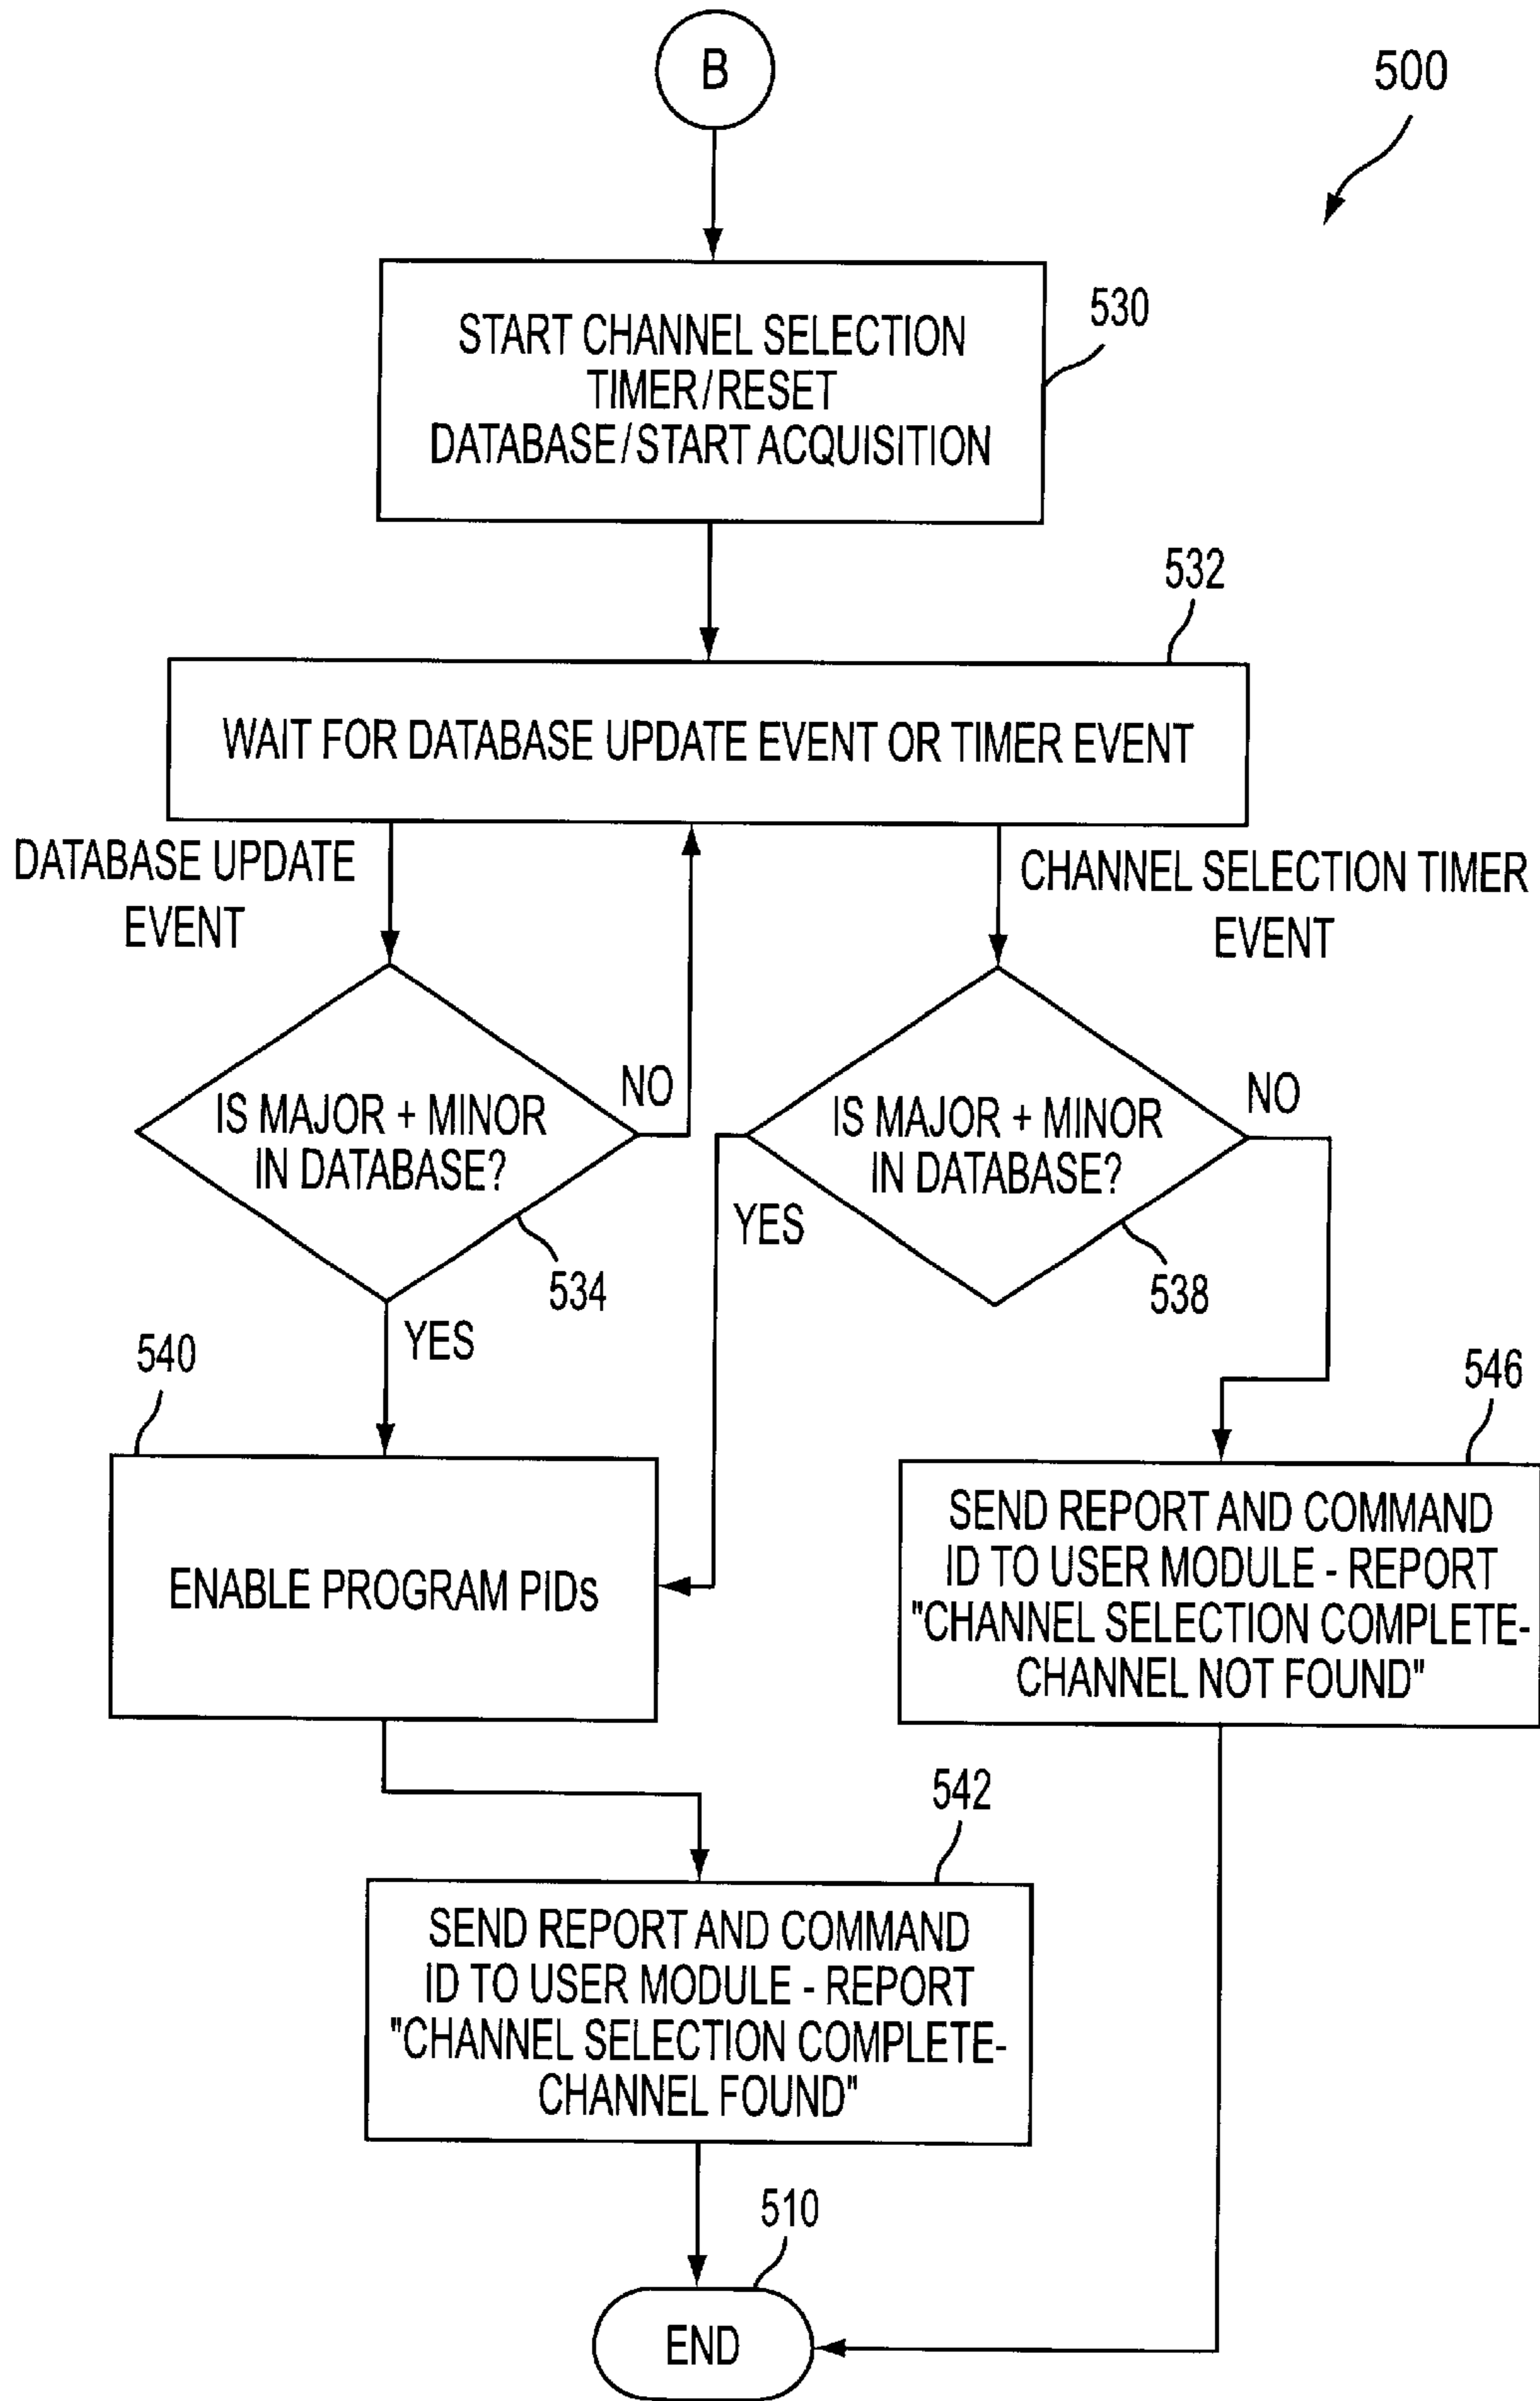 B
500
START CHANNEL SELECTION
TIMER/RESET
DATABASE/START ACQUISITION
530
532
WAIT FOR DATABASE UPDATE EVENT OR TIMER EVENT
DATABASE UPDATE
EVENT
CHANNEL SELECTION TIMER
EVENT
IS MAJOR + MINOR
IN DATABASE?
NO
534
YES
IS MAJOR + MINOR
IN DATABASE?
NO
YES
538
540
ENABLE PROGRAM PIDs
546
SEND REPORT AND COMMAND
ID TO USER MODULE - REPORT
"CHANNEL SELECTION COMPLETE-
CHANNEL NOT FOUND"
542
SEND REPORT AND COMMAND
ID TO USER MODULE - REPORT
"CHANNEL SELECTION COMPLETE-
CHANNEL FOUND"
510
END